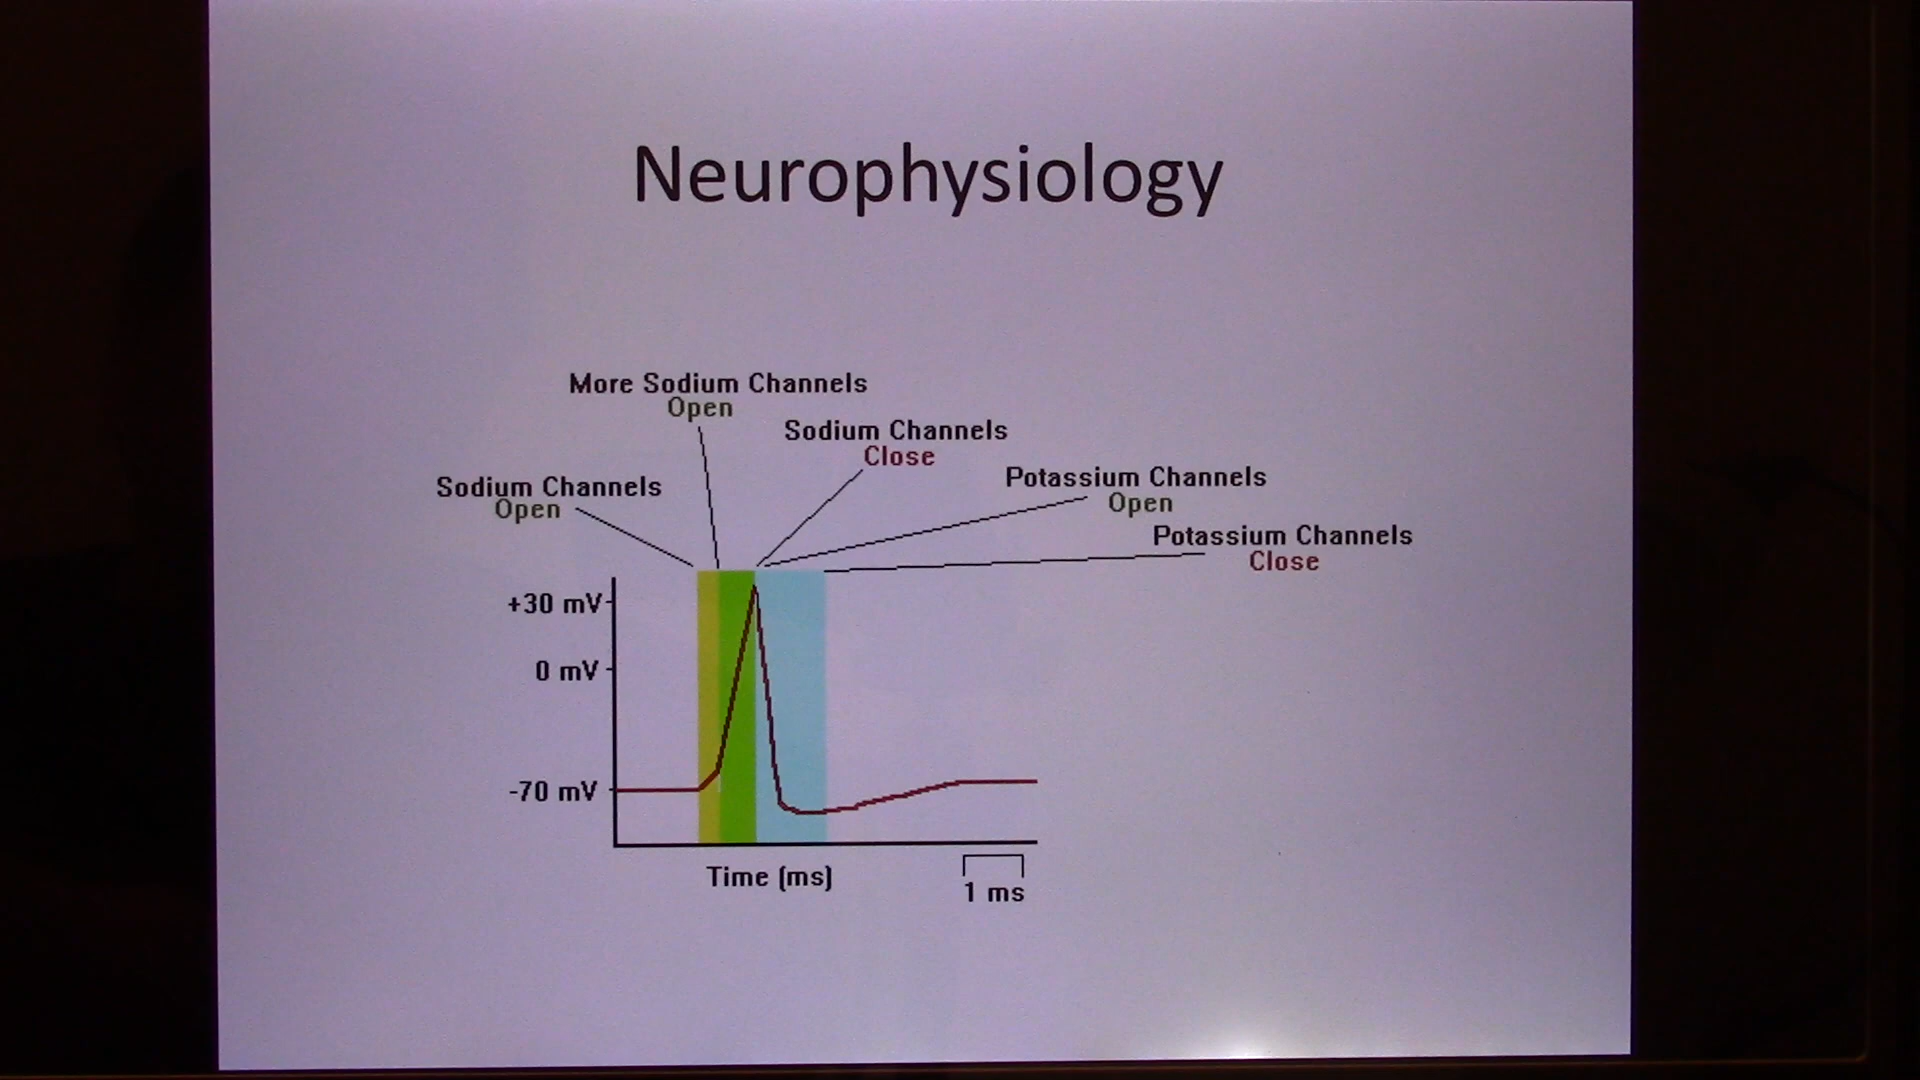 Neurophysiology
More Sodium Channels
Open
Sodium Channels
Close
Sodium Channels
Open
Potassium Channels
Open
Potassium Channels
Close
+30 mV
0 mV
-70 mV
Time (ms)
1 ms